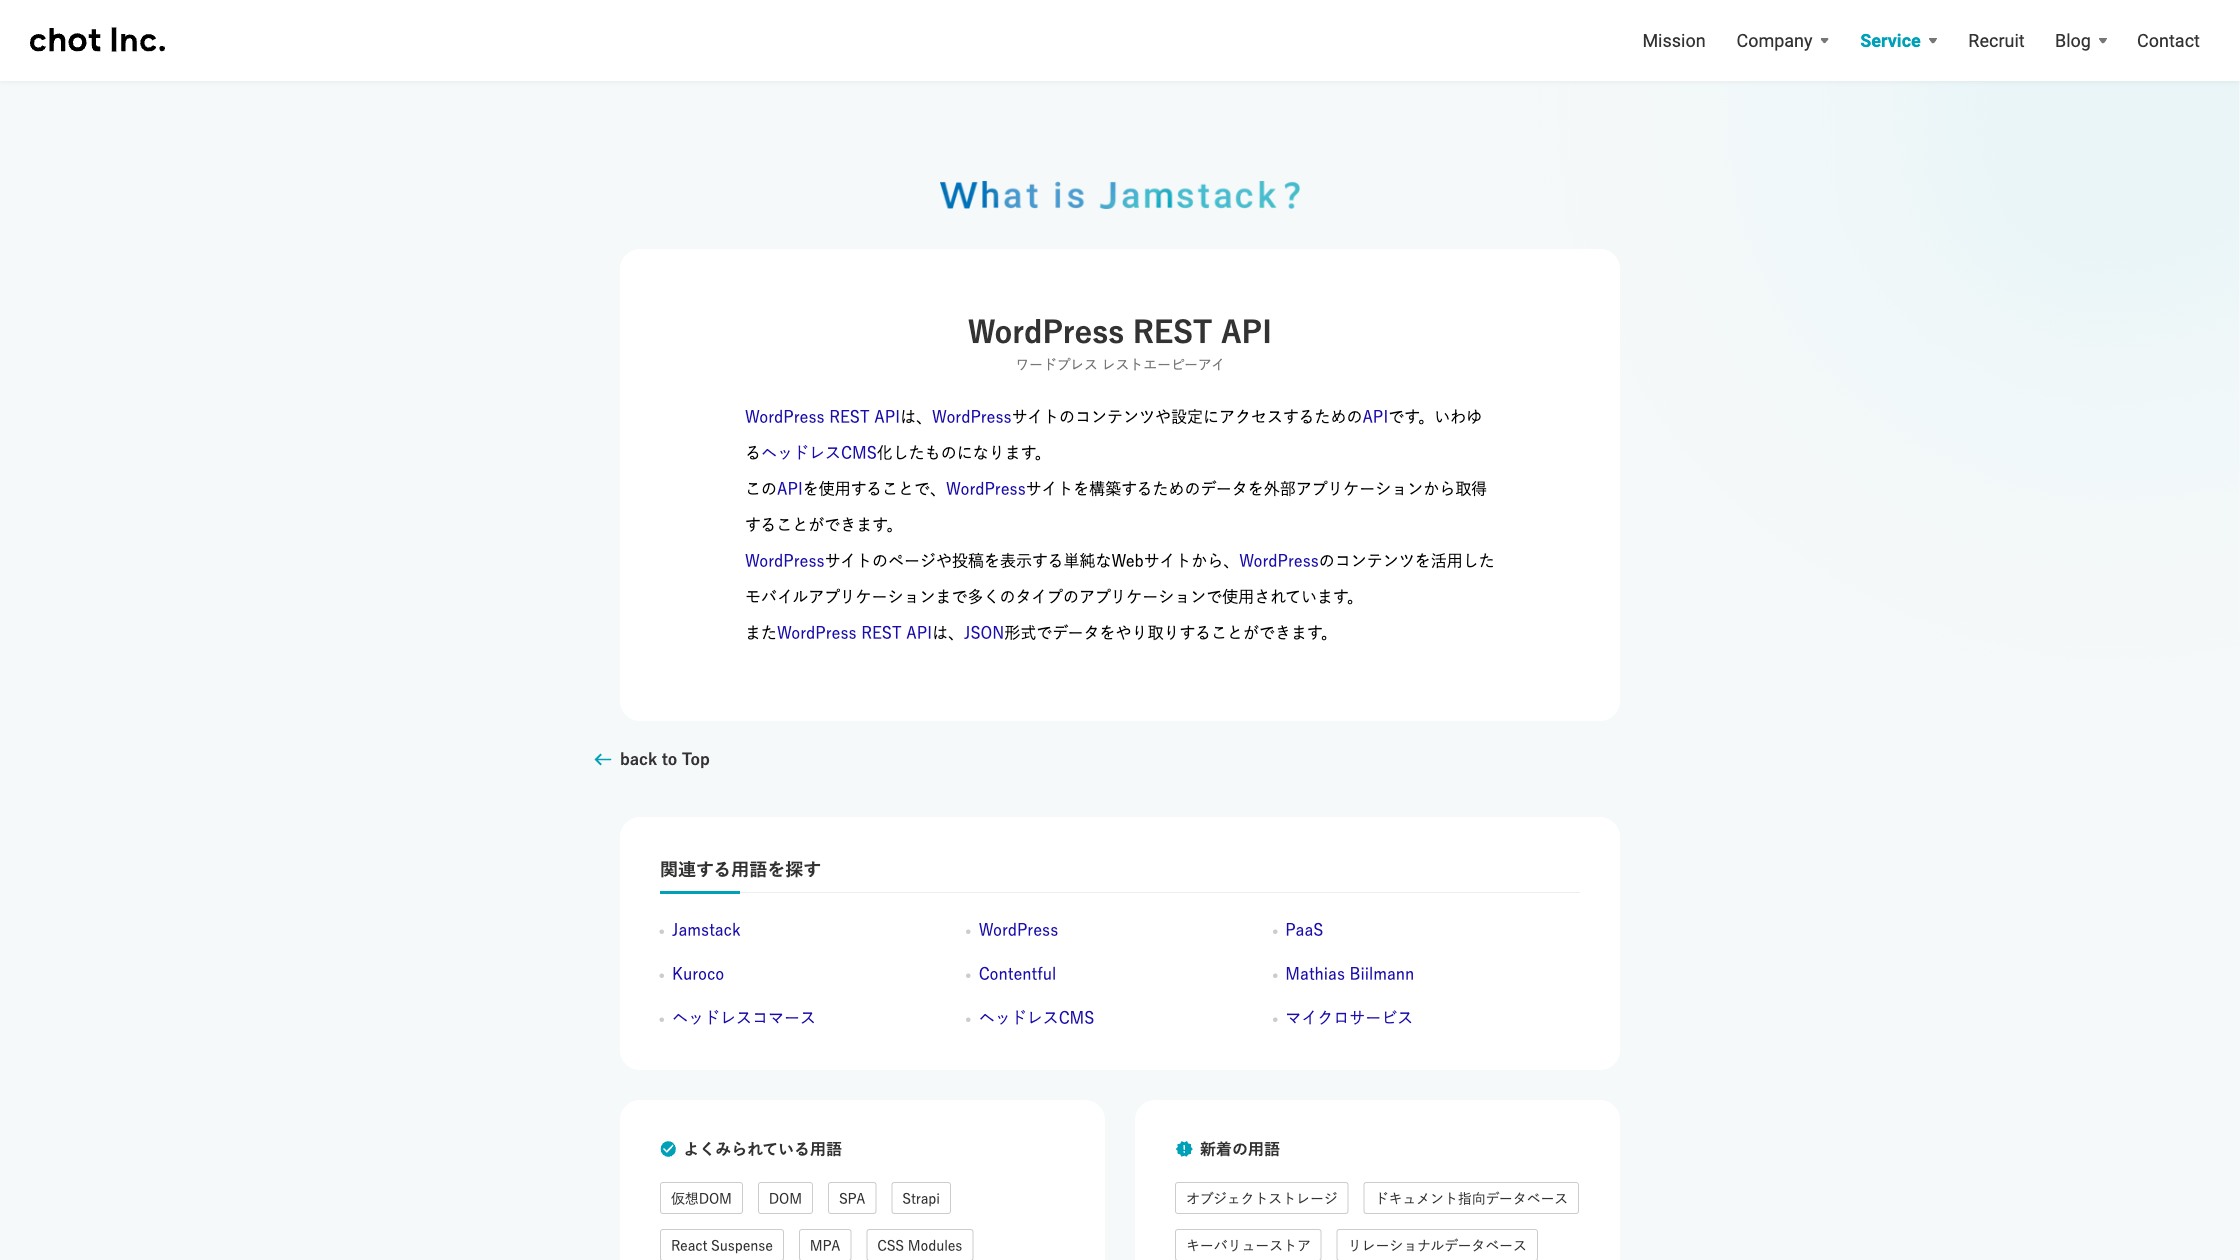 chot Inc.
Mission Company Service Recruit Blog Contact
What is Jamstack?
WordPress REST API
ワードプレス レストエーピーアイ
WordPress REST APIは、WordPressサイトのコンテンツや設定にアクセスするためのAPIです。いわゆ
るヘッドレスCMS化したものになります。
このAPIを使用することで、WordPressサイトを構築するためのデータを外部アプリケーションから取得
することができます。
WordPressサイトのページや投稿を表示する単純なWebサイトから、WordPressのコンテンツを活用した
モバイルアプリケーションまで多くのタイプのアプリケーションで使用されています。
またWordPress REST APIは、JSON形式でデータをやり取りすることができます。
back to Top
関連する用語を探す
Jamstack WordPress PaaS
Kuroco Contentful Mathias Biilmann
ヘッドレスコマース ヘッドレスCMS マイクロサービス
よくみられている用語
仮想DOM DOM SPA Strapi
React Suspense MPA CSS Modules
新着の用語
オブジェクトストレージ ドキュメント指向データベース
キーバリューストア リレーショナルデータベース